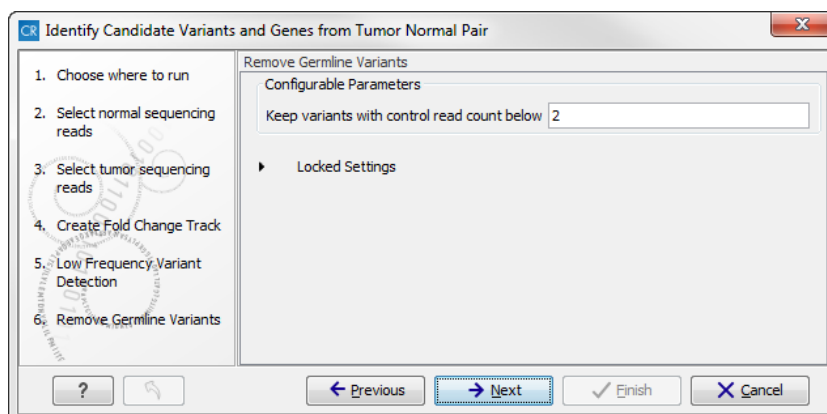 CR Identify Candidate Variants and Genes from Tumor Normal Pair
1. Choose where to run
2. Select normal sequencing
reads
3. Select tumor sequencing
reads
4. Create Fold Change Track
5. Low Frequency Variant
Detection
6. Remove Germline Variants
Remove Germline Variants
Configurable Parameters
Keep variants with control read count below 2
Locked Settings
? Previous Next Finish Cancel